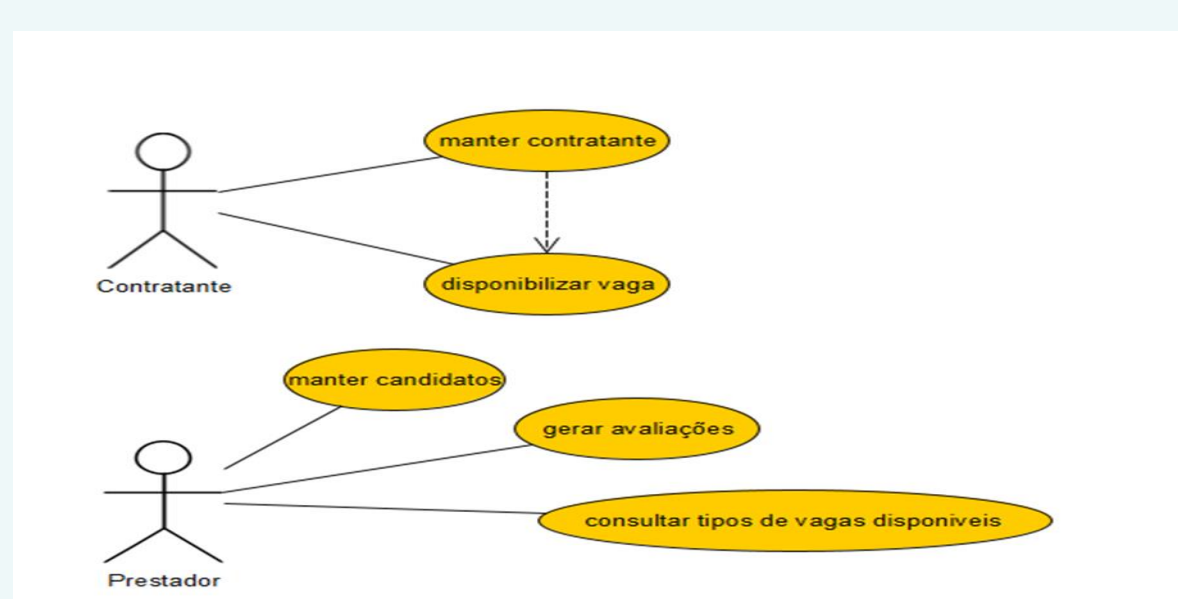 manter contratante
Contratante
disponibilizar vaga
manter candidatos
gerar avaliações
consultar tipos de vagas disponiveis
Prestador